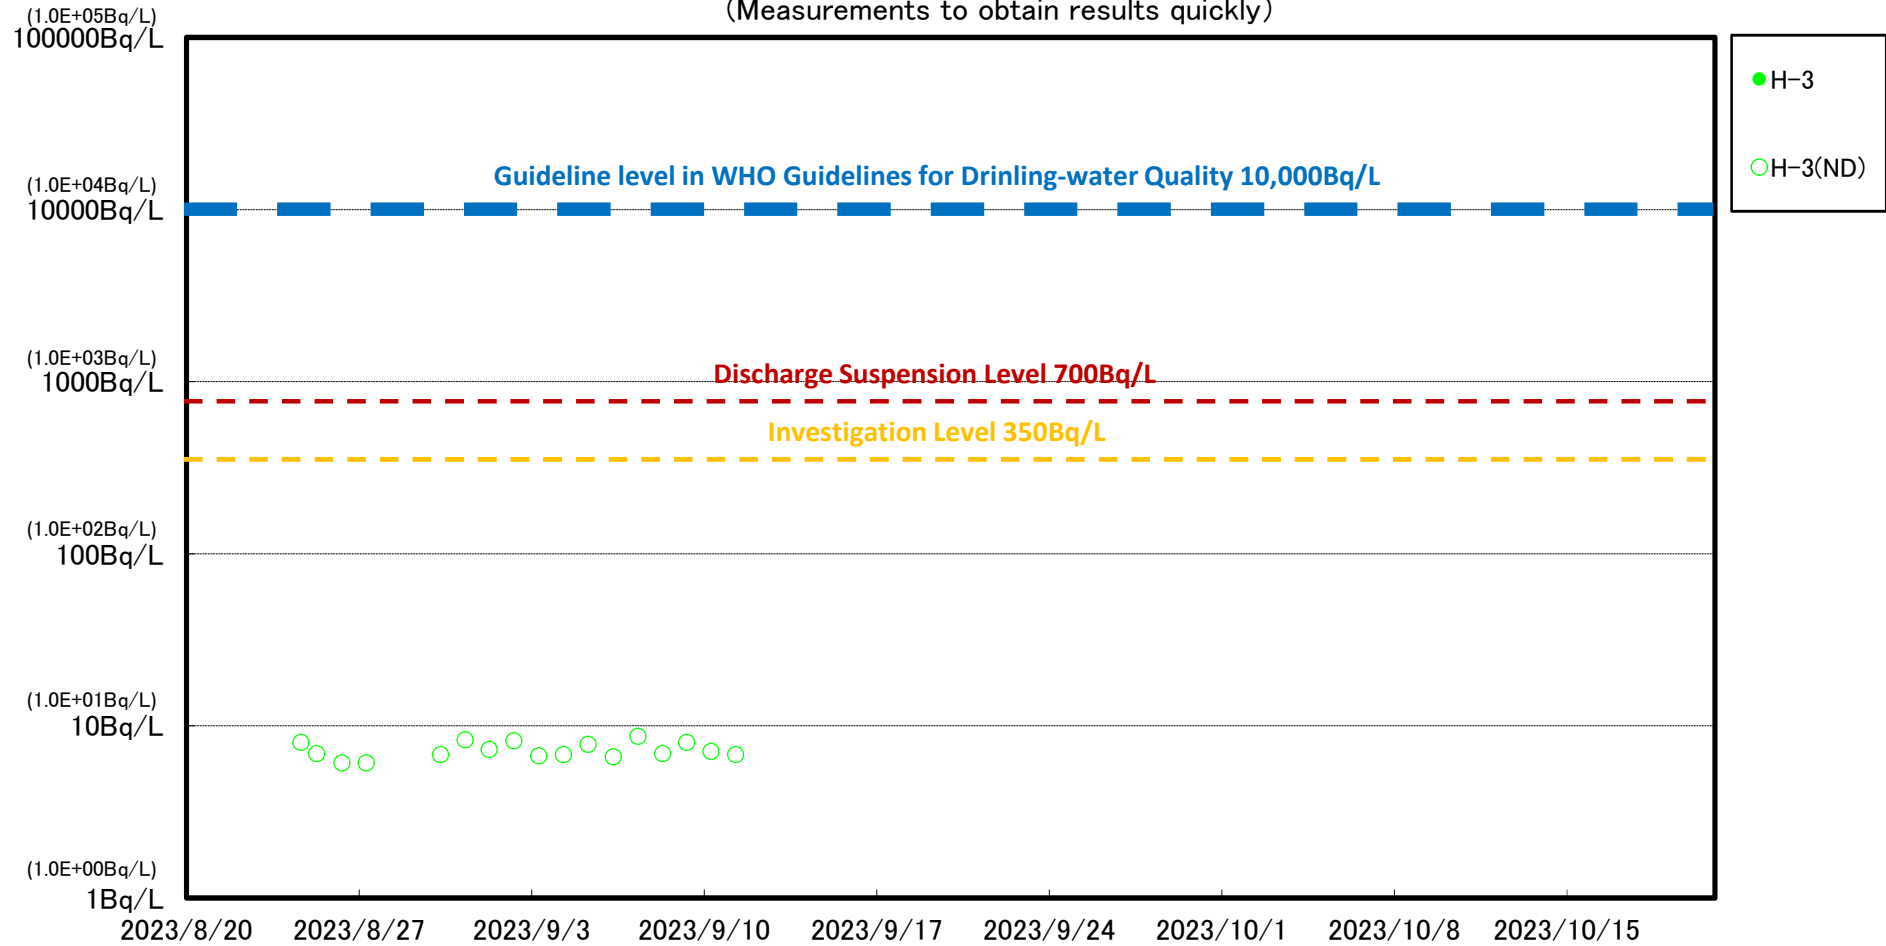 (Measurements to obtain results quickly)
(1.0E+05Bq/L)
100000Bq/L
H-3
H-3(ND)
Guideline level in WHO Guidelines for Drinling-water Quality 10,000Bq/L
(1.0E+04Bq/L)
10000Bq/L
(1.0E+03Bq/L)
1000Bq/L
Discharge Suspension Level 700Bq/L
Investigation Level 350Bq/L
(1.0E+02Bq/L)
100Bq/L
(1.0E+01Bq/L)
10Bq/L
(1.0E+00Bq/L)
1Bq/L
2023/8/20 2023/8/27 2023/9/3 2023/9/10 2023/9/17 2023/9/24 2023/10/1 2023/10/8 2023/10/15